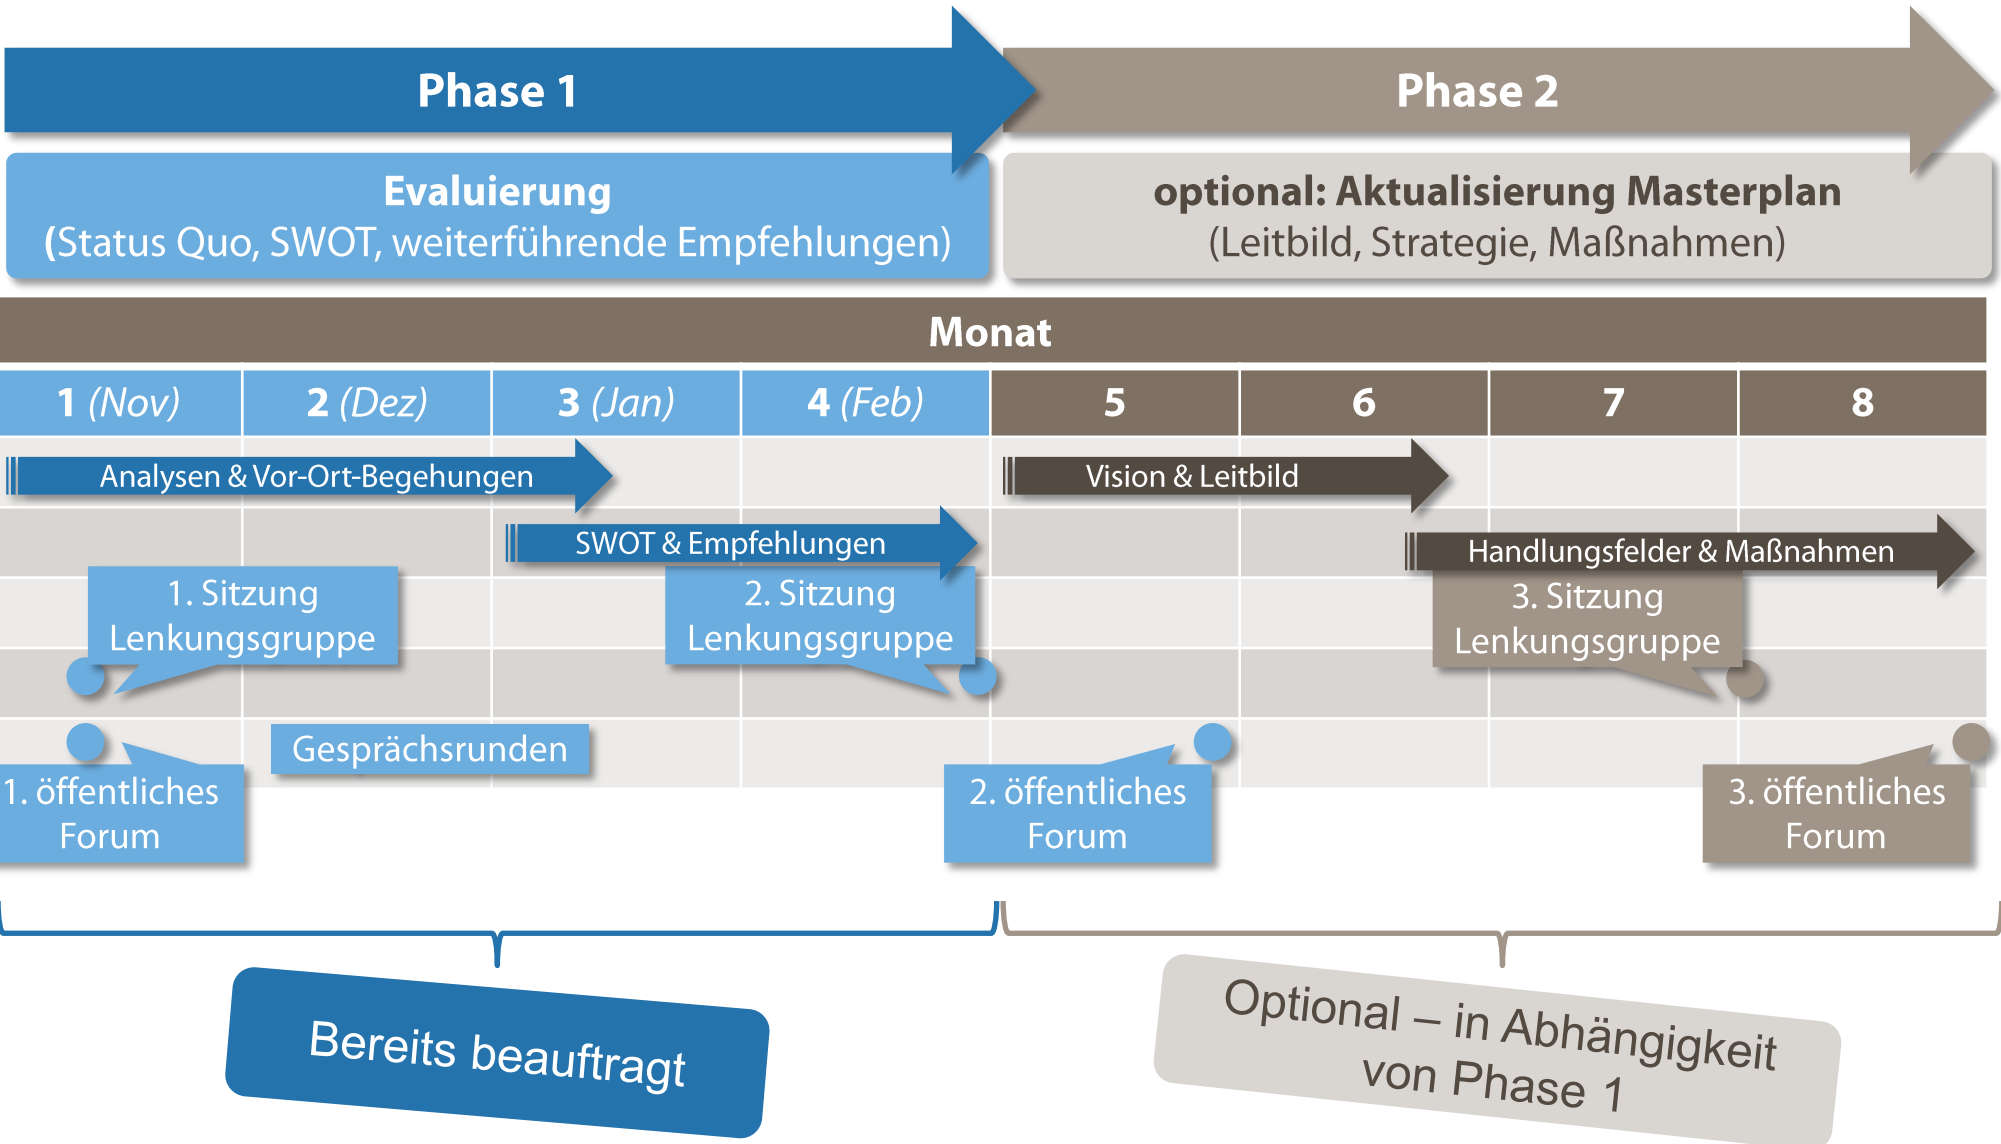 Phase 1
Phase 2
Evaluierung
(Status Quo, SWOT, weiterführende Empfehlungen)
optional: Aktualisierung Masterplan
(Leitbild, Strategie, Maßnahmen)
Monat
1 (Nov)
2 (Dez)
3 (Jan)
4 (Feb)
5
6
7
8
Analysen & Vor-Ort-Begehungen
Vision & Leitbild
SWOT & Empfehlungen
Handlungsfelder & Maßnahmen
1. Sitzung
Lenkungsgruppe
2. Sitzung
Lenkungsgruppe
3. Sitzung
Lenkungsgruppe
Gesprächsrunden
1. öffentliches
Forum
2. öffentliches
Forum
3. öffentliches
Forum
Bereits beauftragt
Optional – in Abhängigkeit
von Phase 1